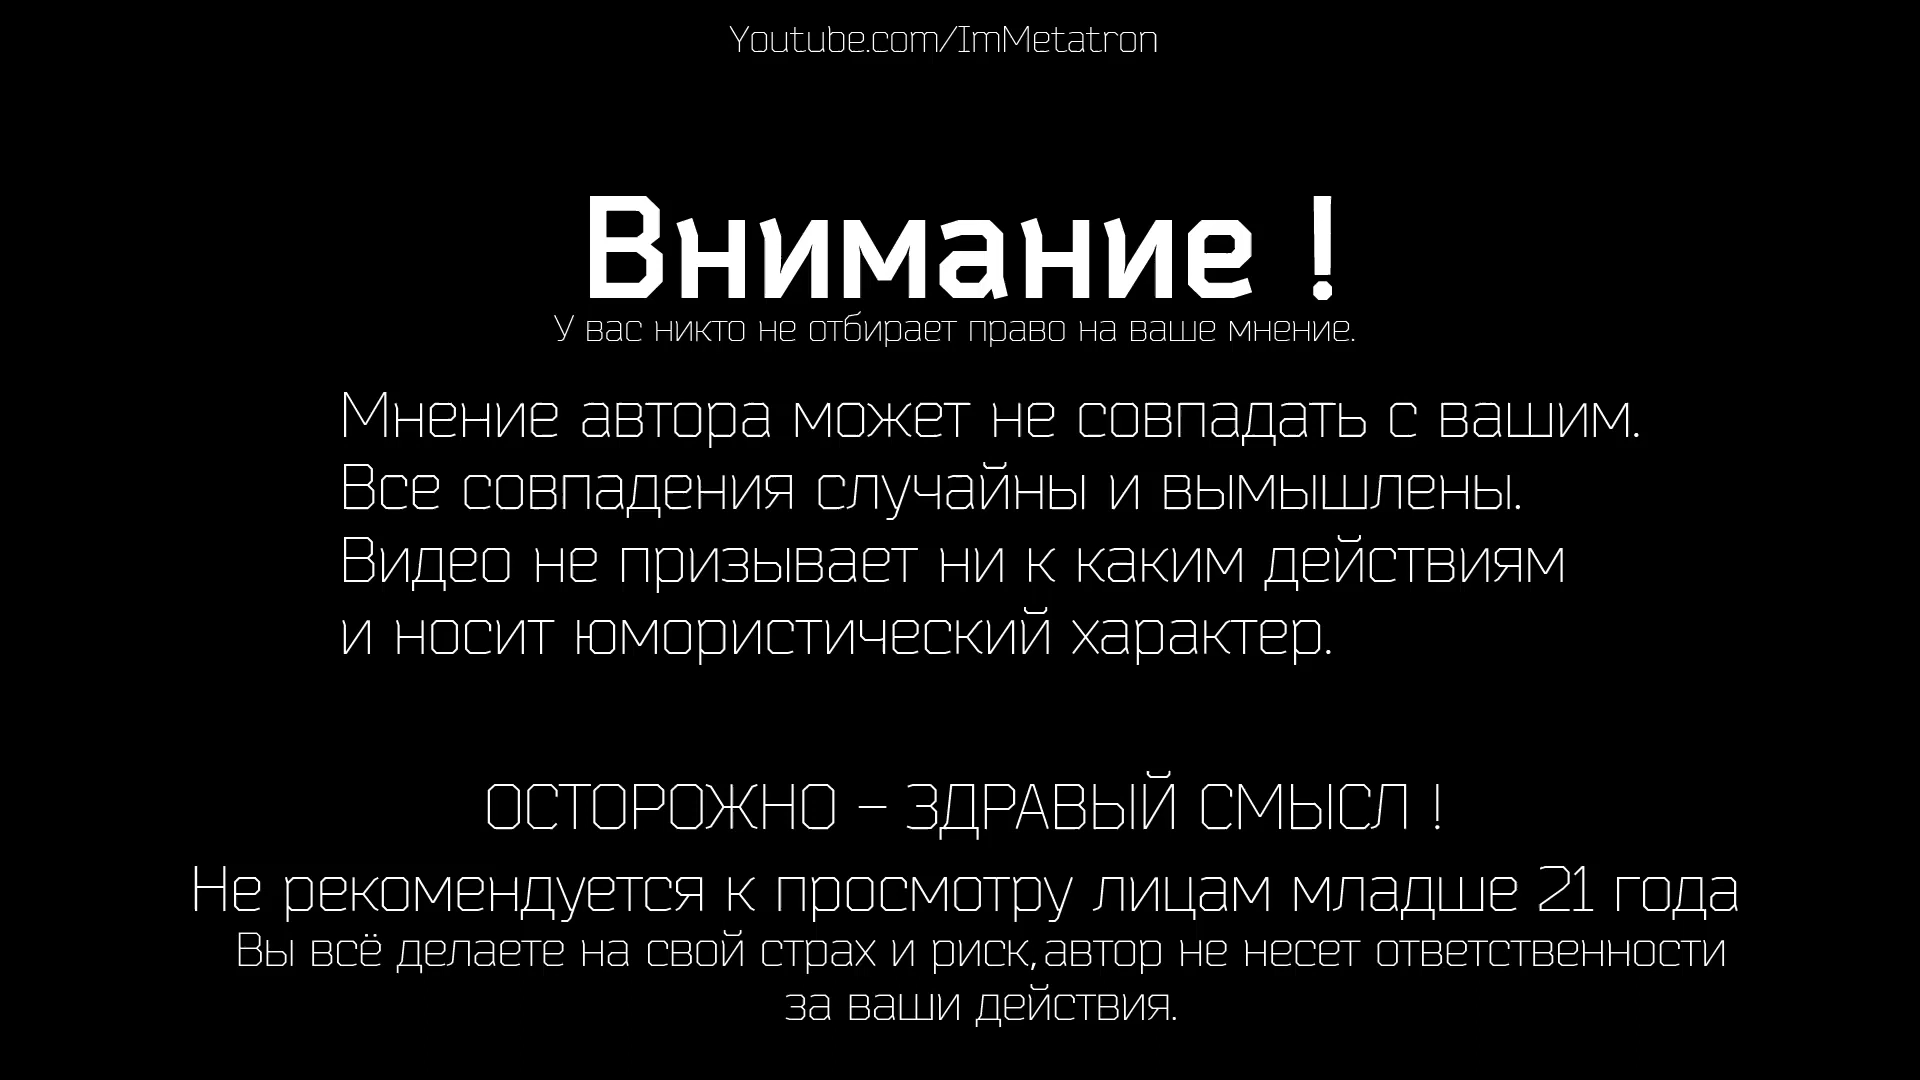 Youtube.com/ImMetatron
Внимание !
У вас никто не отбирает право на ваше мнение.
Мнение автора может не совпадать с вашим.
Все совпадения случайны и вымышлены.
Видео не призывает ни к каким действиям
и носит юмористический характер.
ОСТОРОЖНО – ЗДРАВЫЙ СМЫСЛ !
Не рекомендуется к просмотру лицам младше 21 года
Вы всё делаете на свой страх и риск, автор не несет ответственности
за ваши действия.